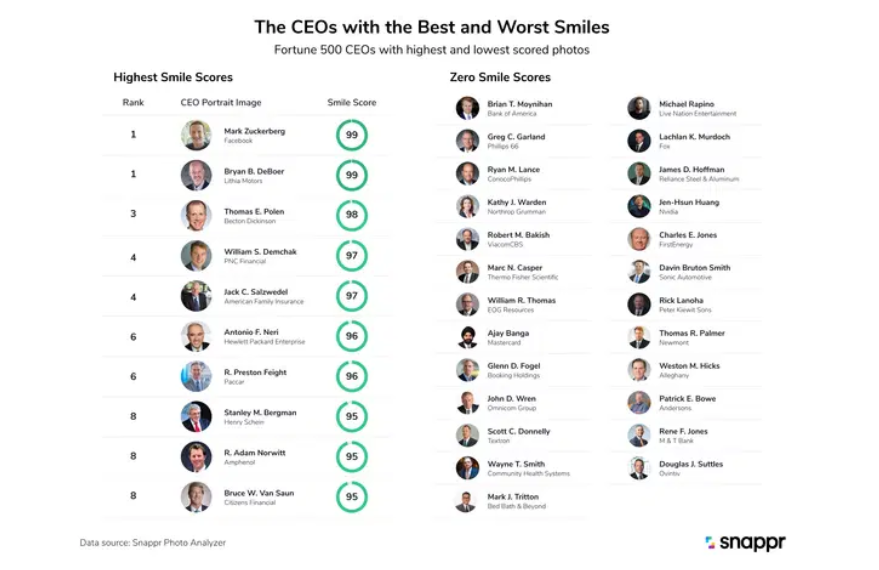 The CEOs with the Best and Worst Smiles
Fortune 500 CEOs with highest and lowest scored photos
Highest Smile Scores
Rank CEO Portrait Image Smile Score
1 Mark Zuckerberg 99
Facebook
1 Bryan B. DeBoer 99
Lithia Motors
3 Thomas E. Polen 98
Becton Dickinson
4 William S. Demchak 97
PNC Financial
4 Jack C. Salzwedel 97
American Family Insurance
6 Antonio F. Neri 96
Hewlett Packard Enterprise
6 R. Preston Feight 96
Paccar
8 Stanley M. Bergman 95
Henry Schein
8 R. Adam Norwitt 95
Amphenol
8 Bruce W. Van Saun 95
Citizens Financial
Zero Smile Scores
Brian T. Moynihan
Bank of America
Greg C. Garland
Phillips 66
Ryan M. Lance
ConocoPhillips
Kathy J. Warden
Northrop Grumman
Robert M. Bakish
ViacomCBS
Marc N. Casper
Thermo Fisher Scientific
William R. Thomas
EOG Resources
Ajay Banga
Mastercard
Glenn D. Fogel
Booking Holdings
John D. Wren
Omnicom Group
Scott C. Donnelly
Textron
Wayne T. Smith
Community Health Systems
Mark J. Tritton
Bed Bath & Beyond
Michael Rapino
Live Nation Entertainment
Lachlan K. Murdoch
Fox
James D. Hoffman
Reliance Steel & Aluminum
Jen-Hsun Huang
Nvidia
Charles E. Jones
FirstEnergy
Davin Bruton Smith
Sonic Automotive
Rick Lanoha
Peter Kiewit Sons
Thomas R. Palmer
Newmont
Weston M. Hicks
Alleghany
Patrick E. Bowe
Andersons
Rene F. Jones
M & T Bank
Douglas J. Suttles
Ovintiv
Data source: Snappr Photo Analyzer
snappr